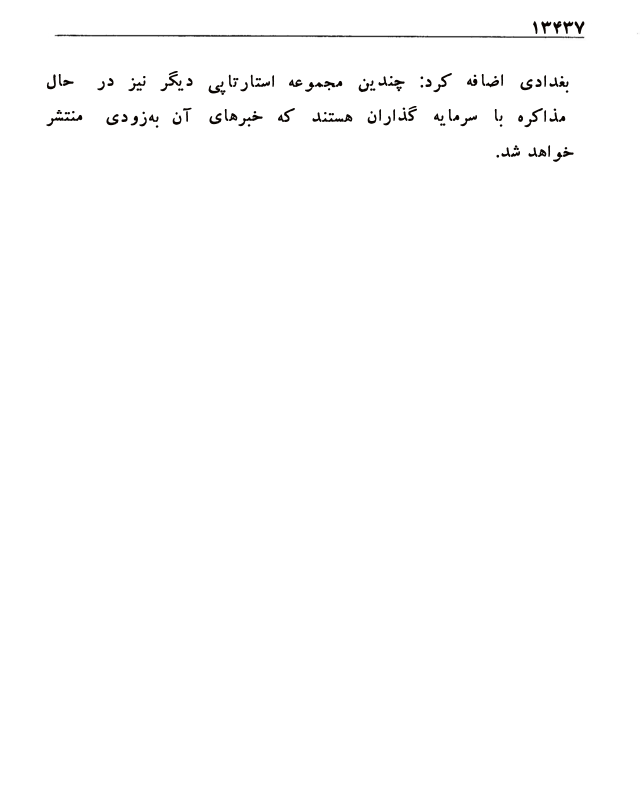 ۱۳۴۳۷
بغدادی اضافه کرد: چندین مجموعه استارتاپی دیگر نیز در حال
مذاکره با سرمایه گذاران هستند که خبرهای آن به‌زودی منتشر
خواهد شد.